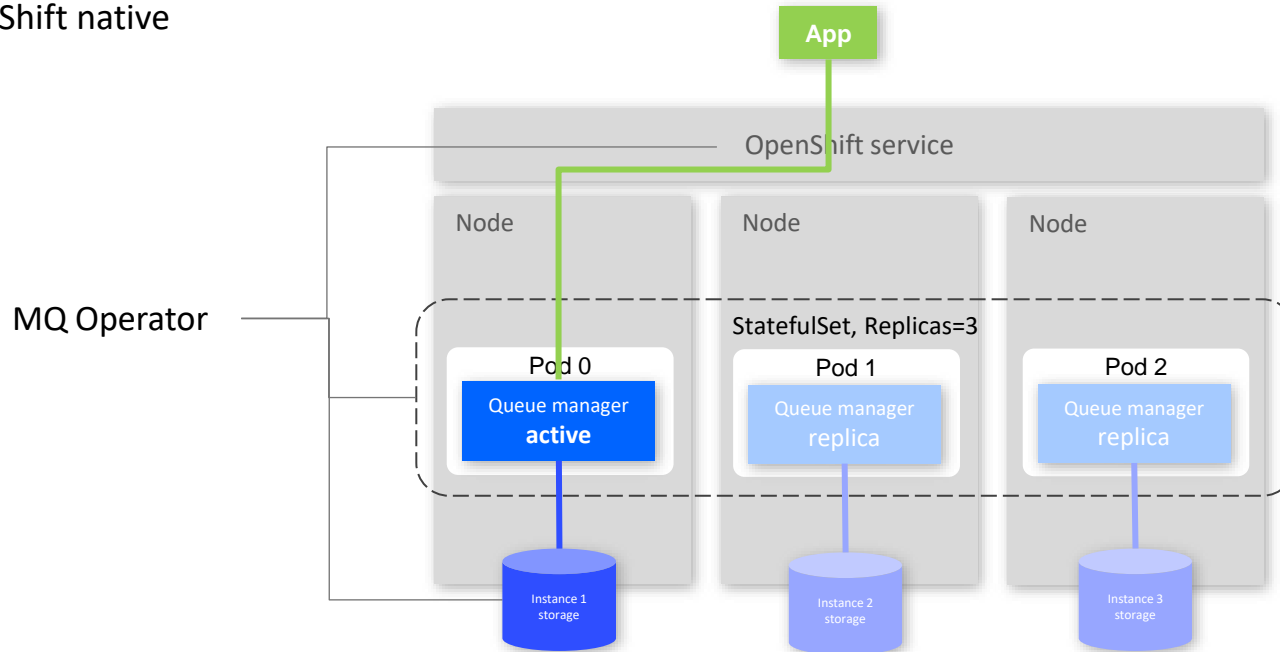 Shift native
App
OpenShift service
Node
Node
Node
MQ Operator
StatefulSet, Replicas=3
Pod 0
Pod 1
Pod 2
Queue manager
active
Queue manager
replica
Queue manager
replica
Instance 1
storage
Instance 2
storage
Instance 3
storage